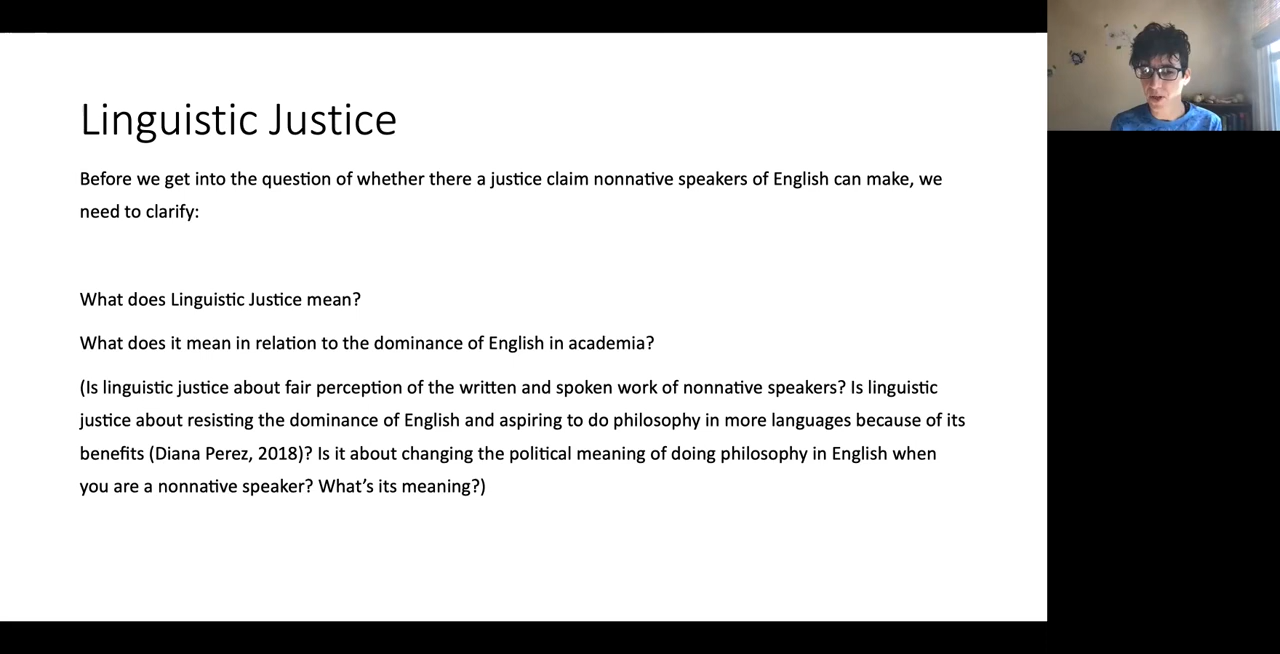 Linguistic Justice
Before we get into the question of whether there a justice claim nonnative speakers of English can make, we
need to clarify:
What does Linguistic Justice mean?
What does it mean in relation to the dominance of English in academia?
(Is linguistic justice about fair perception of the written and spoken work of nonnative speakers? Is linguistic
justice about resisting the dominance of English and aspiring to do philosophy in more languages because of its
benefits (Diana Perez, 2018)? Is it about changing the political meaning of doing philosophy in English when
you are a nonnative speaker? What’s its meaning?)